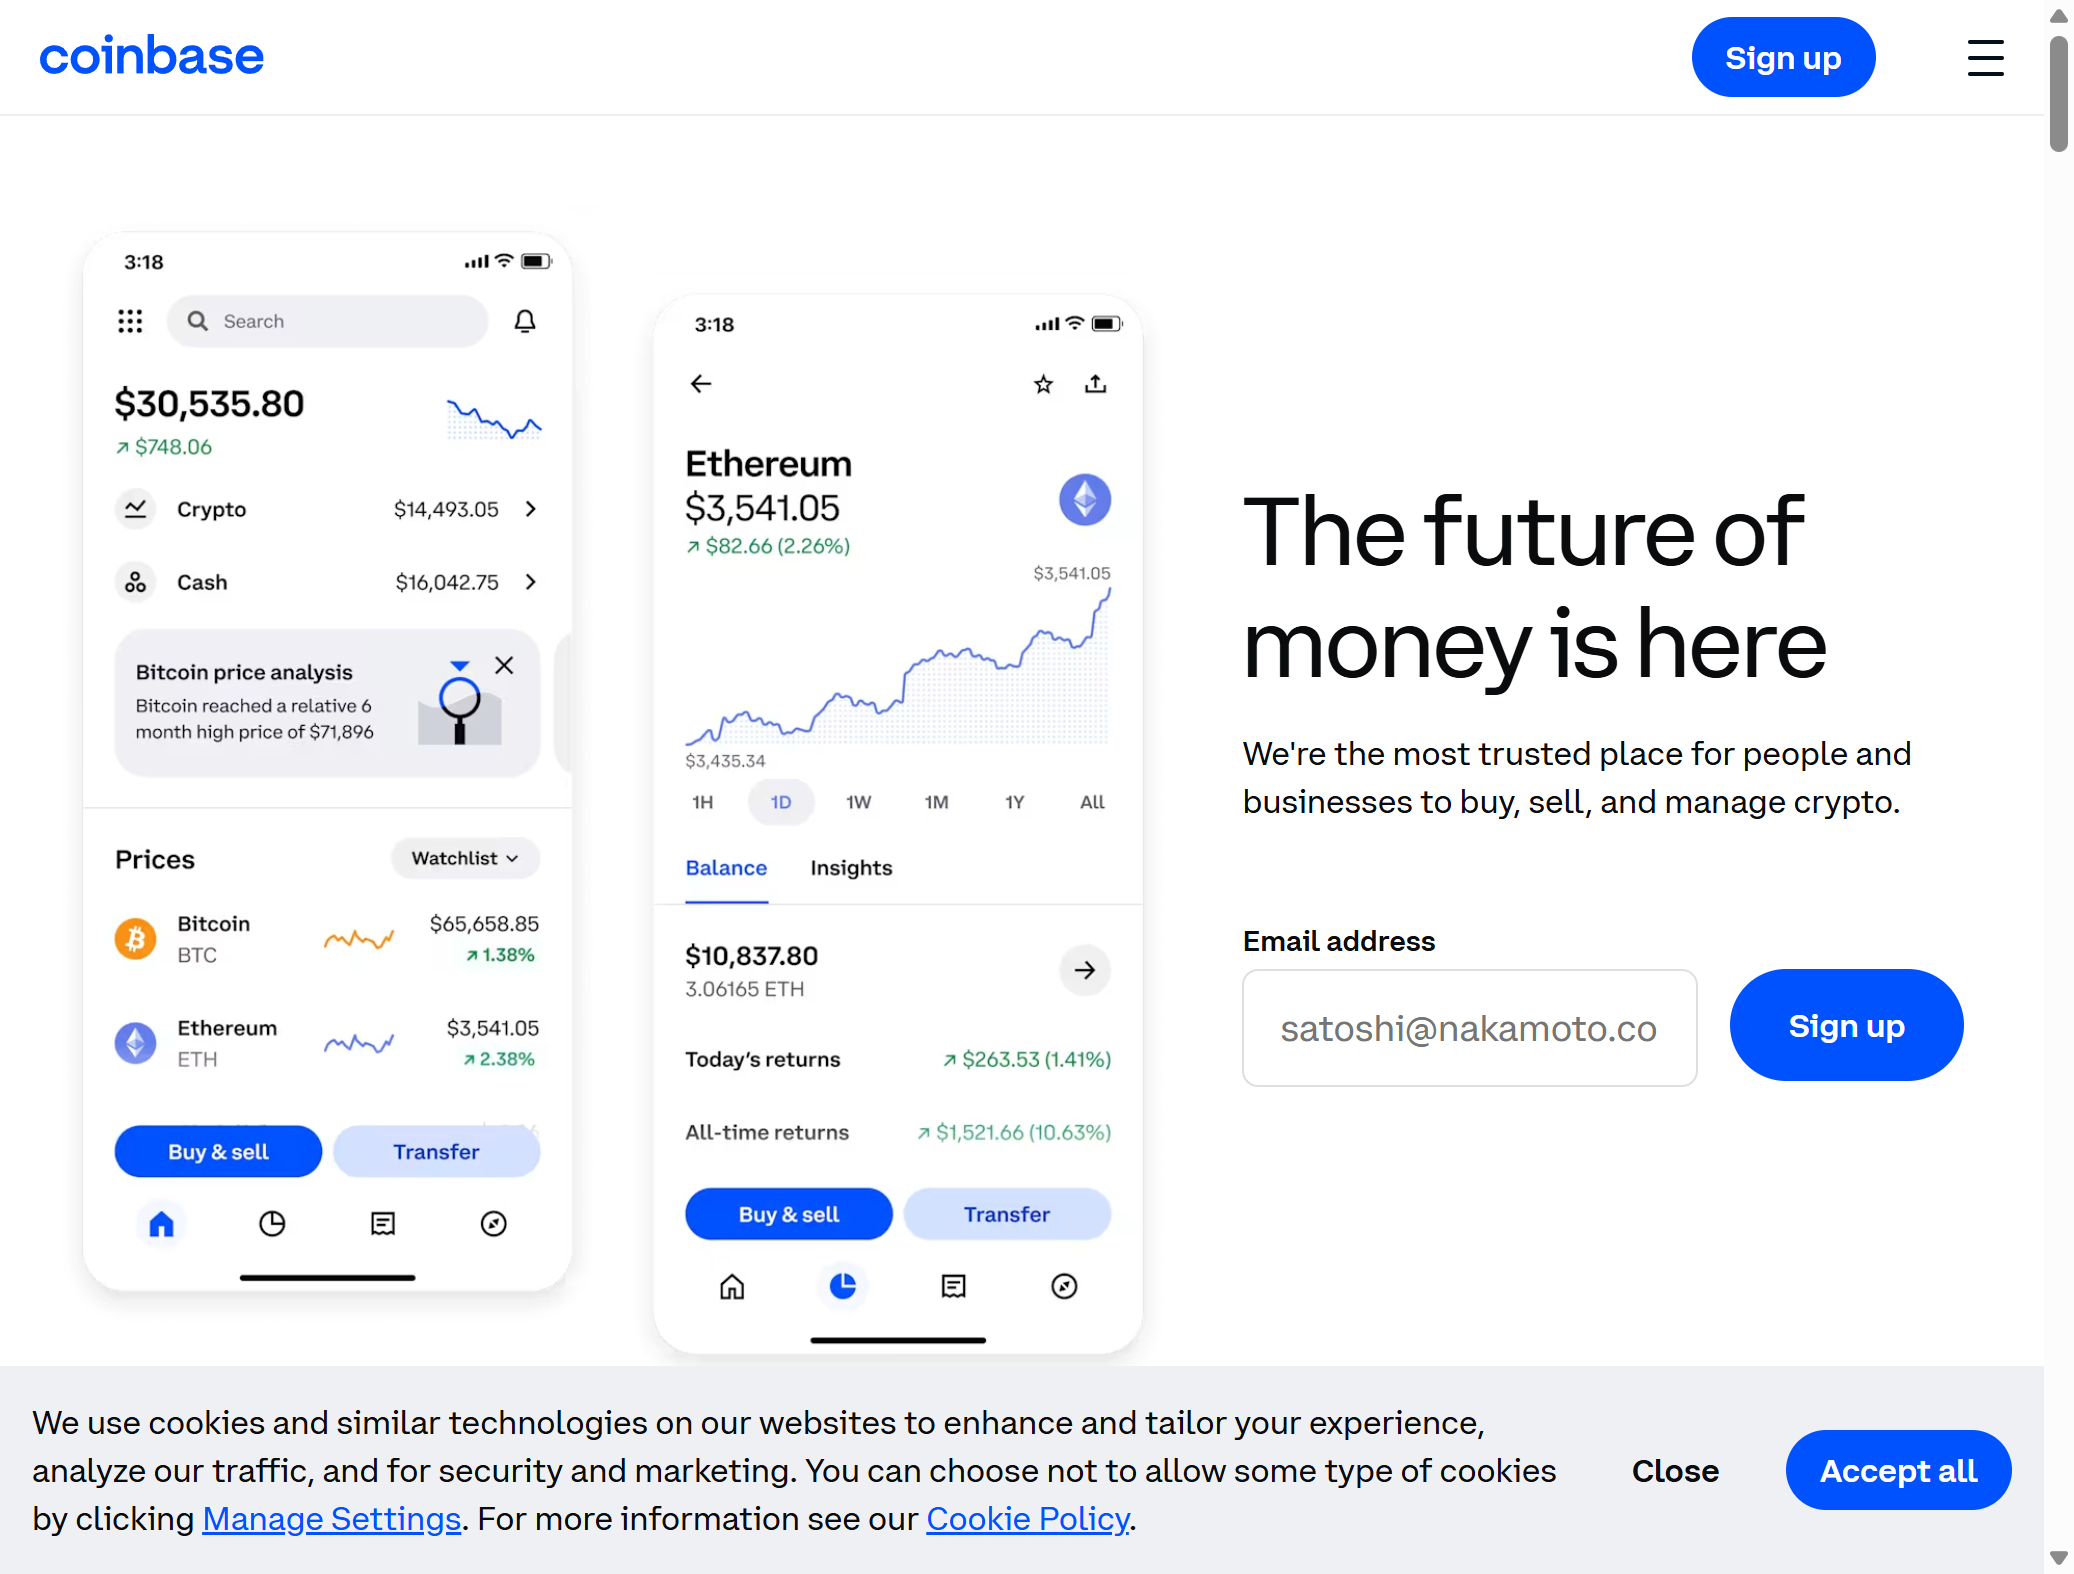 coinbase
Sign up
3:18
Search
$30,535.80
↗ $748.06
Crypto $14,493.05
Cash $16,042.75
Bitcoin price analysis
Bitcoin reached a relative 6
month high price of $71,896
Prices Watchlist
Bitcoin $65,658.85
BTC ↗ 1.38%
Ethereum $3,541.05
ETH ↗ 2.38%
Buy & sell Transfer
3:18
Ethereum
$3,541.05
↗ $82.66 (2.26%)
$3,541.05
$3,435.34
1H 1D 1W 1M 1Y All
Balance Insights
$10,837.80
3.06165 ETH
Today’s returns ↗ $263.53 (1.41%)
All-time returns ↗ $1,521.66 (10.63%)
Buy & sell Transfer
The future of
money is here
We're the most trusted place for people and
businesses to buy, sell, and manage crypto.
Email address
satoshi@nakamoto.co
Sign up
We use cookies and similar technologies on our websites to enhance and tailor your experience,
analyze our traffic, and for security and marketing. You can choose not to allow some type of cookies
by clicking Manage Settings. For more information see our Cookie Policy.
Close
Accept all